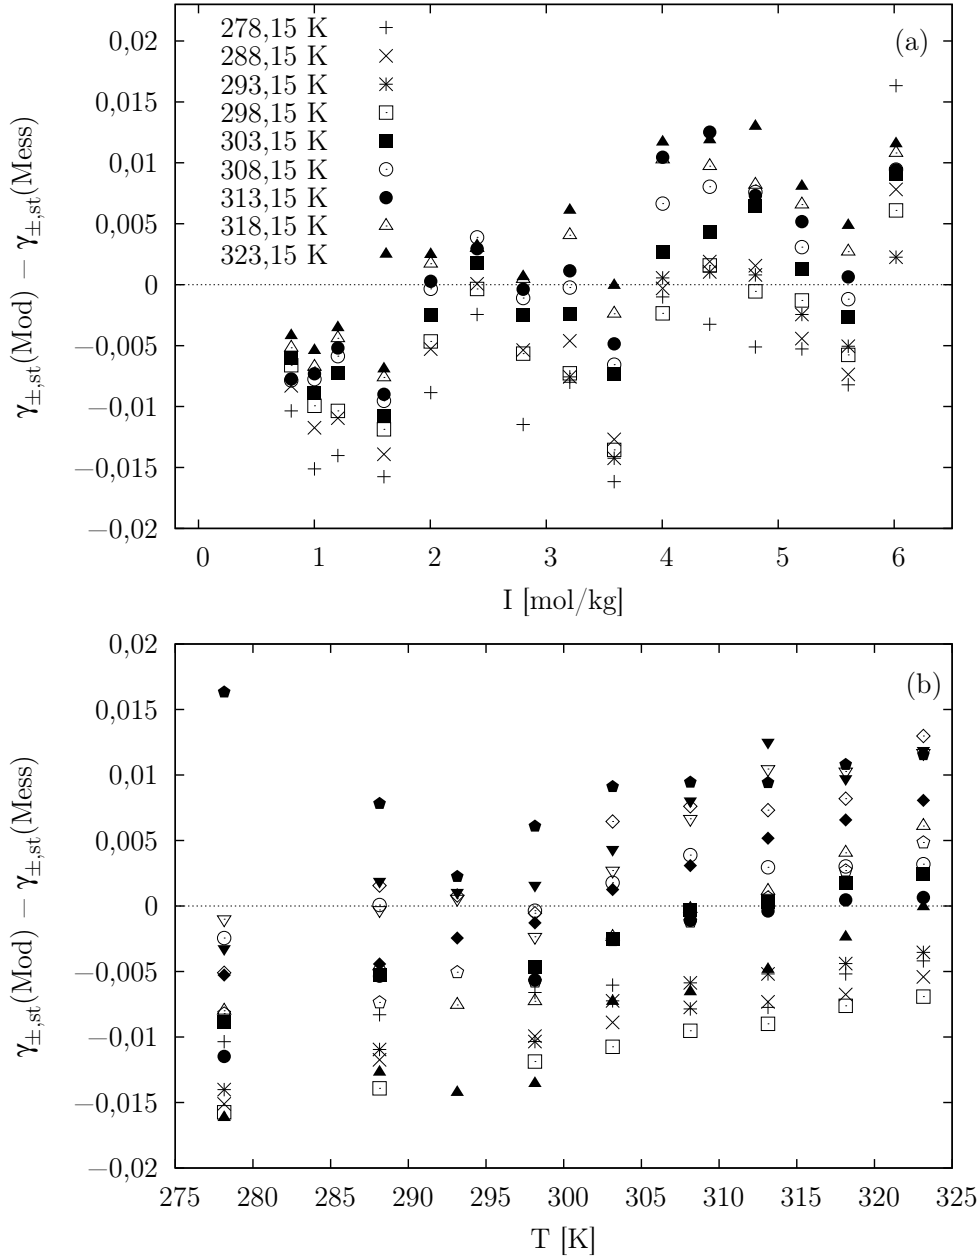 0,02
0,015
0,01
0,005
0
−0,005
−0,01
−0,015
−0,02
γ±,st(Mod) − γ±,st(Mess)
278,15 K
288,15 K
293,15 K
298,15 K
303,15 K
308,15 K
313,15 K
318,15 K
323,15 K
(a)
0 1 2 3 4 5 6
I [mol/kg]
0,02
0,015
0,01
0,005
0
−0,005
−0,01
−0,015
−0,02
γ±,st(Mod) − γ±,st(Mess)
(b)
275 280 285 290 295 300 305 310 315 320 325
T [K]